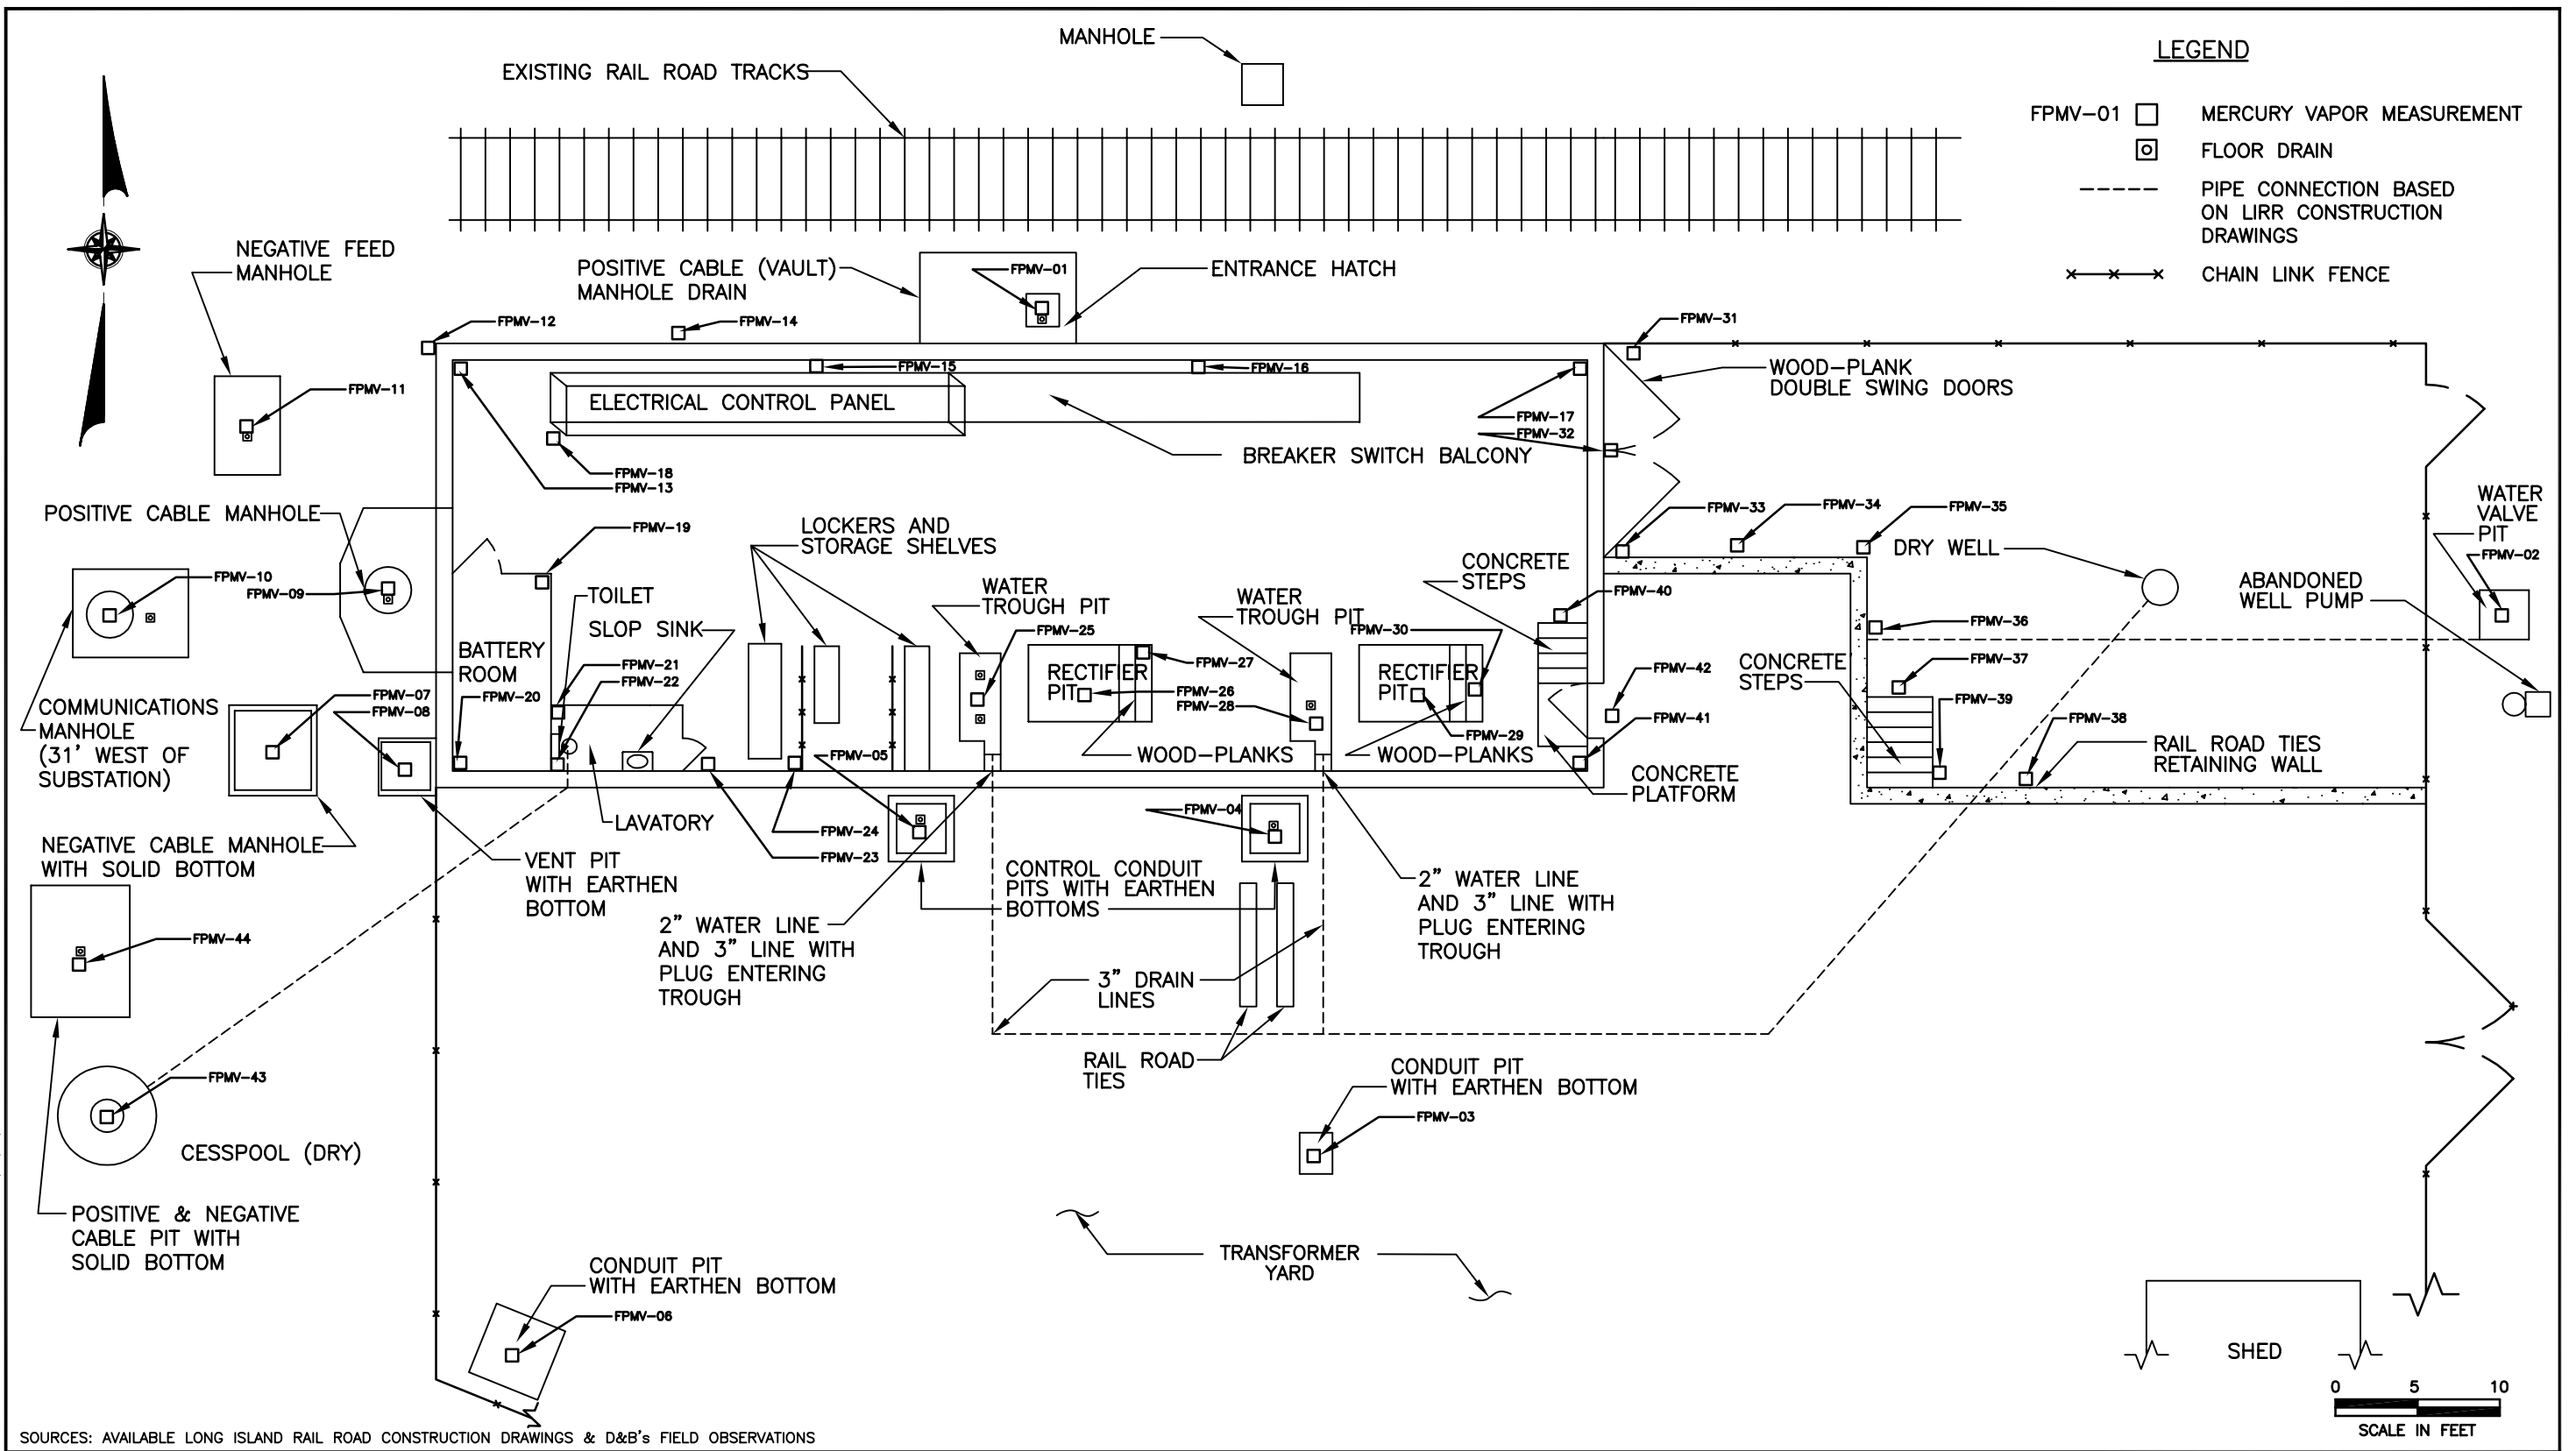 MANHOLE
LEGEND
EXISTING RAIL ROAD TRACKS
FPMV-01
MERCURY VAPOR MEASUREMENT
FLOOR DRAIN
PIPE CONNECTION BASED
ON LIRR CONSTRUCTION
DRAWINGS
CHAIN LINK FENCE
NEGATIVE FEED
MANHOLE
POSITIVE CABLE (VAULT)
MANHOLE DRAIN
FPMV-01
ENTRANCE HATCH
FPMV-12
FPMV-14
FPMV-31
FPMV-15
FPMV-16
WOOD-PLANK
DOUBLE SWING DOORS
FPMV-11
ELECTRICAL CONTROL PANEL
FPMV-17
FPMV-32
BREAKER SWITCH BALCONY
FPMV-18
FPMV-13
POSITIVE CABLE MANHOLE
FPMV-19
LOCKERS AND
STORAGE SHELVES
FPMV-33
FPMV-34
FPMV-35
DRY WELL
WATER
VALVE
PIT
FPMV-02
FPMV-10
FPMV-09
TOILET
SLOP SINK
WATER
TROUGH PIT
WATER
TROUGH PIT
CONCRETE
STEPS
FPMV-40
ABANDONED
WELL PUMP
FPMV-25
FPMV-30
FPMV-36
BATTERY
ROOM
FPMV-21
FPMV-22
RECTIFIER
PIT
FPMV-27
FPMV-26
FPMV-28
RECTIFIER
PIT
FPMV-42
CONCRETE
STEPS
FPMV-37
FPMV-39
COMMUNICATIONS
MANHOLE
(31' WEST OF
SUBSTATION)
FPMV-07
FPMV-08
FPMV-20
FPMV-05
WOOD-PLANKS
FPMV-29
WOOD-PLANKS
FPMV-41
FPMV-38
RAIL ROAD TIES
RETAINING WALL
CONCRETE
PLATFORM
LAVATORY
FPMV-24
FPMV-23
FPMV-04
NEGATIVE CABLE MANHOLE
WITH SOLID BOTTOM
VENT PIT
WITH EARTHEN
BOTTOM
CONTROL CONDUIT
PITS WITH EARTHEN
BOTTOMS
2" WATER LINE
AND 3" LINE WITH
PLUG ENTERING
TROUGH
2" WATER LINE
AND 3" LINE WITH
PLUG ENTERING
TROUGH
FPMV-44
3" DRAIN
LINES
RAIL ROAD
TIES
FPMV-43
CESSPOOL (DRY)
CONDUIT PIT
WITH EARTHEN BOTTOM
FPMV-03
POSITIVE & NEGATIVE
CABLE PIT WITH
SOLID BOTTOM
TRANSFORMER
YARD
CONDUIT PIT
WITH EARTHEN BOTTOM
FPMV-06
SHED
0 5 10
SCALE IN FEET
SOURCES: AVAILABLE LONG ISLAND RAIL ROAD CONSTRUCTION DRAWINGS & D&B's FIELD OBSERVATIONS